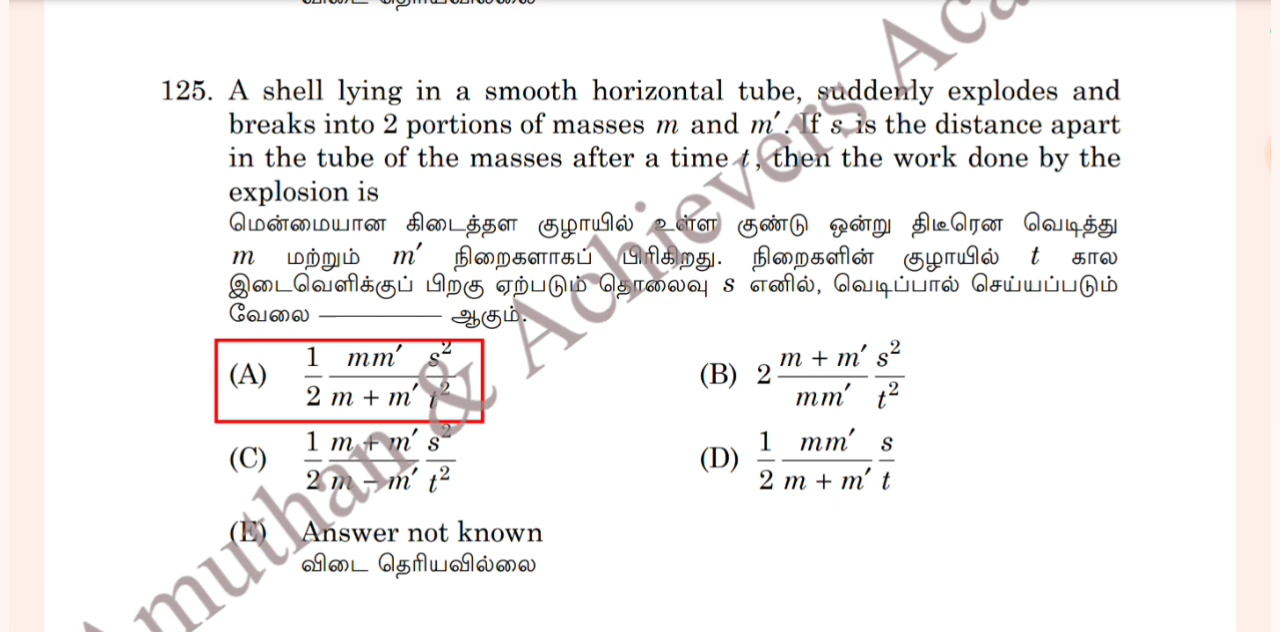 விடை தெரியவில்லை
125. A shell lying in a smooth horizontal tube, suddenly explodes and
breaks into 2 portions of masses m and m′. If s is the distance apart
in the tube of the masses after a time t, then the work done by the
explosion is
மென்மையான கிடைத்தள குழாயில் உள்ள குண்டு ஒன்று திடீரென வெடித்து
m மற்றும் m′ நிறைகளாகப் பிரிகிறது. நிறைகளின் குழாயில் t கால
இடைவெளிக்குப் பிறகு ஏற்படும் தொலைவு s எனில், வெடிப்பால் செய்யப்படும்
வேலை ________ ஆகும்.
(A) 1/2 mm′/(m + m′) s²/t² (B) 2 (m + m′)/mm′ s²/t²
(C) 1/2 (m + m′)/(m − m′) s²/t² (D) 1/2 mm′/(m + m′) s/t
(E) Answer not known
விடை தெரியவில்லை
muthan & Achievers Aca